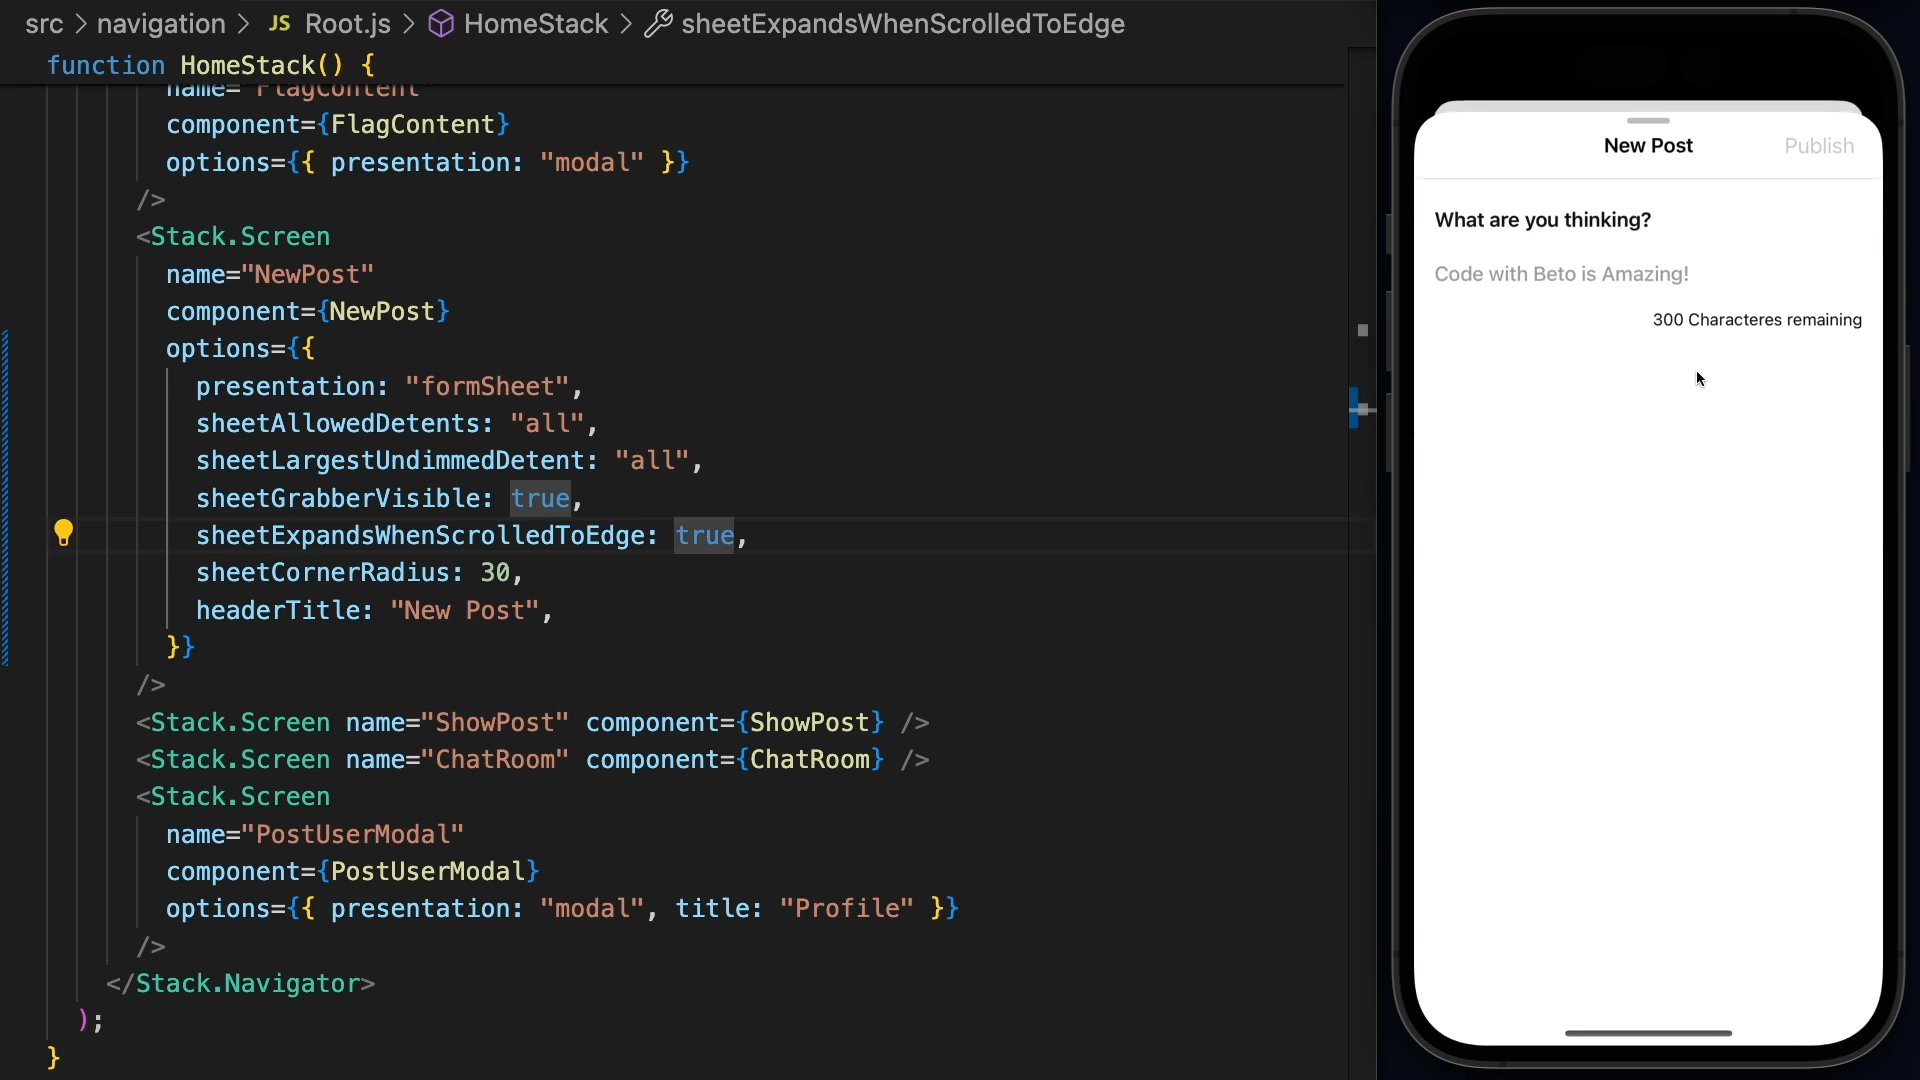 src > navigation > JS Root.js > HomeStack > sheetExpandsWhenScrolledToEdge
function HomeStack() {
name="FlagContent"
component={FlagContent}
options={{ presentation: "modal" }}
/>
<Stack.Screen
name="NewPost"
component={NewPost}
options={{
presentation: "formSheet",
sheetAllowedDetents: "all",
sheetLargestUndimmedDetent: "all",
sheetGrabberVisible: true,
sheetExpandsWhenScrolledToEdge: true,
sheetCornerRadius: 30,
headerTitle: "New Post",
}}
/>
<Stack.Screen name="ShowPost" component={ShowPost} />
<Stack.Screen name="ChatRoom" component={ChatRoom} />
<Stack.Screen
name="PostUserModal"
component={PostUserModal}
options={{ presentation: "modal", title: "Profile" }}
/>
</Stack.Navigator>
);
}
New Post
Publish
What are you thinking?
Code with Beto is Amazing!
300 Characteres remaining